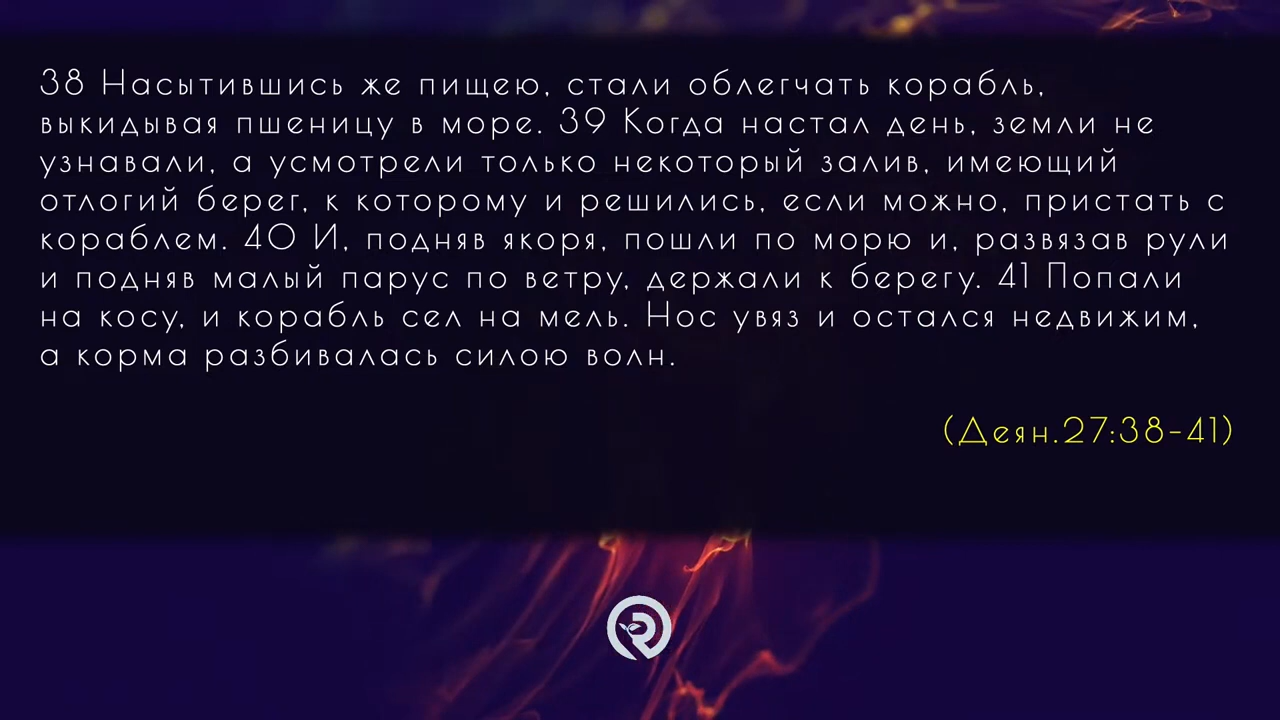 38 Насытившись же пищею, стали облегчать корабль,
выкидывая пшеницу в море. 39 Когда настал день, земли не
узнавали, а усмотрели только некоторый залив, имеющий
отлогий берег, к которому и решились, если можно, пристать с
кораблем. 40 И, подняв якоря, пошли по морю и, развязав рули
и подняв малый парус по ветру, держали к берегу. 41 Попали
на косу, и корабль сел на мель. Нос увяз и остался недвижим,
а корма разбивалась силою волн.
(Деян.27:38-41)